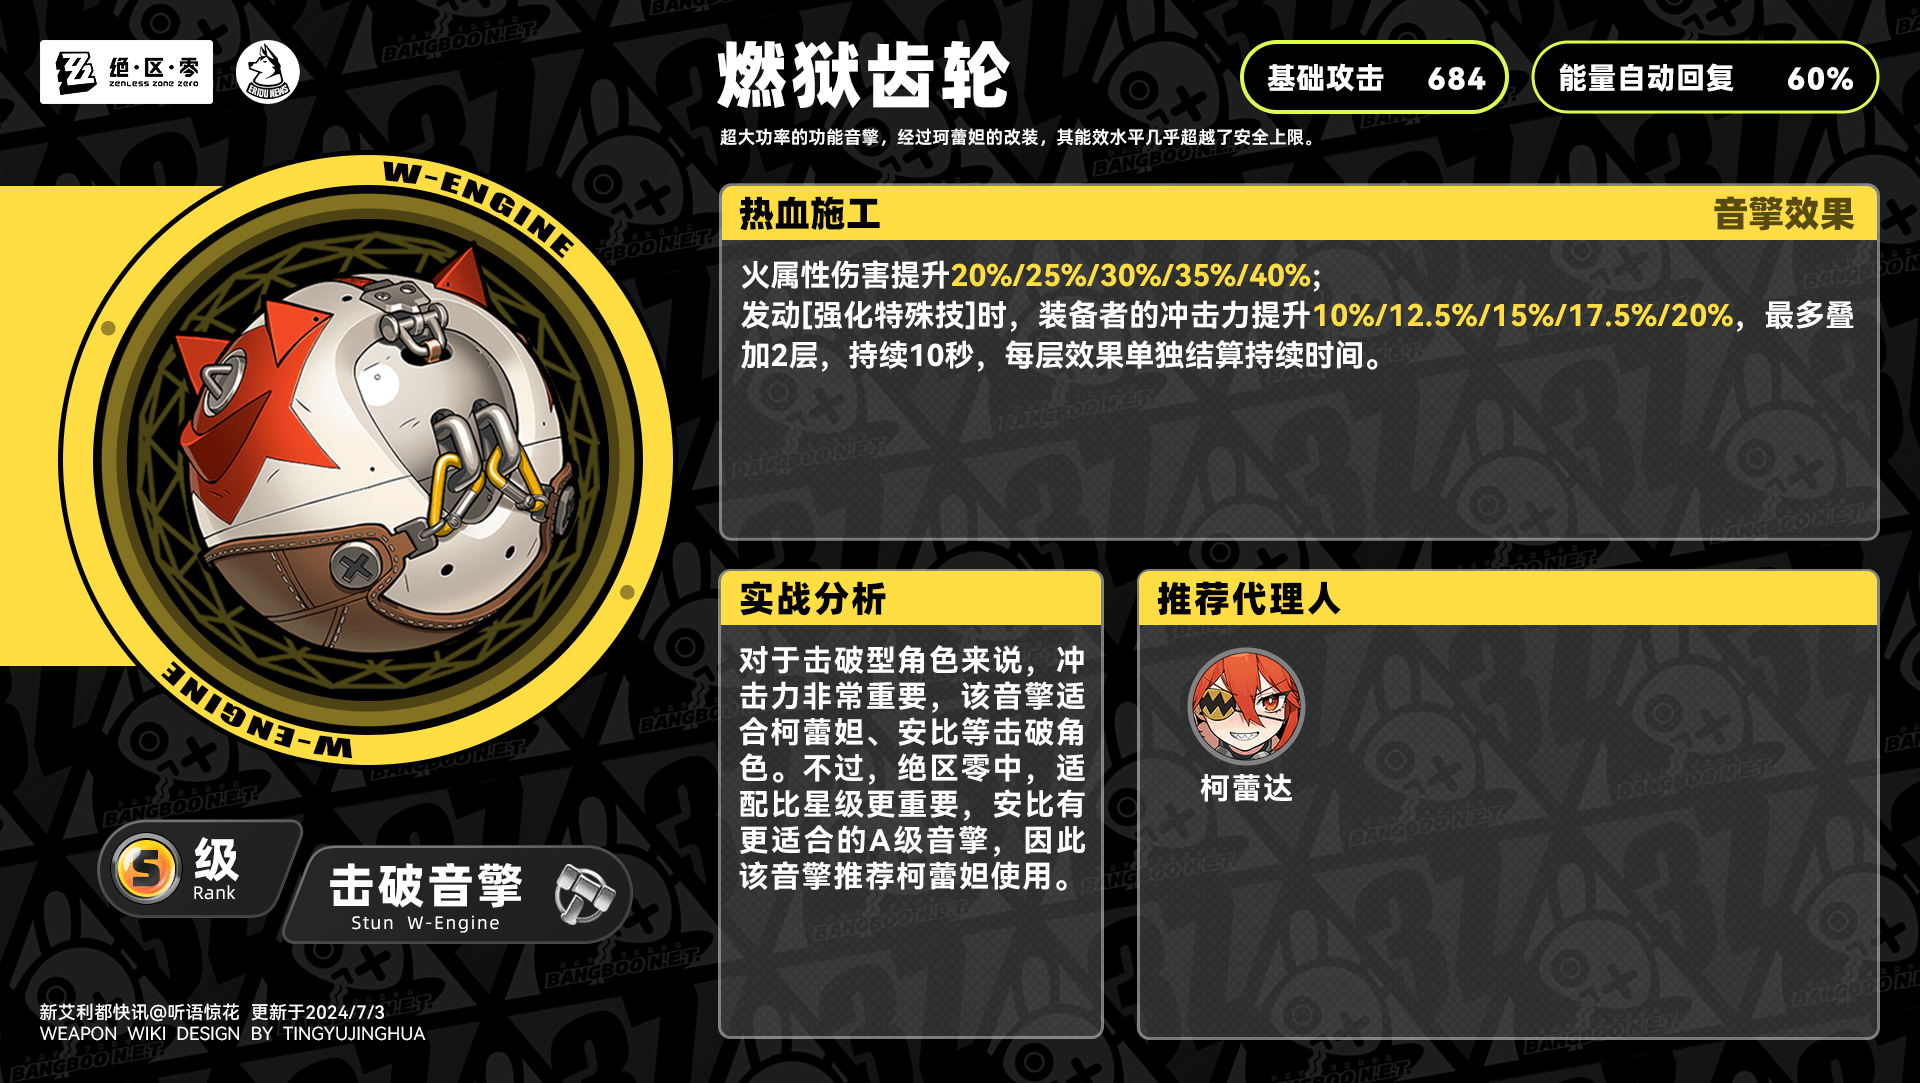 绝·区·零
ZENLESS ZONE ZERO
ERIDU NEWS
燃狱齿轮
基础攻击 684
能量自动回复 60%
超大功率的功能音擎，经过珂蕾妲的改装，其能效水平几乎超越了安全上限。
W-ENGINE
W-ENGINE
热血施工
音擎效果
火属性伤害提升20%/25%/30%/35%/40%;
发动[强化特殊技]时，装备者的冲击力提升10%/12.5%/15%/17.5%/20%，最多叠
加2层，持续10秒，每层效果单独结算持续时间。
实战分析
对于击破型角色来说，冲
击力非常重要，该音擎适
合柯蕾妲、安比等击破角
色。不过，绝区零中，适
配比星级更重要，安比有
更适合的A级音擎，因此
该音擎推荐柯蕾妲使用。
推荐代理人
柯蕾达
S 级
Rank
击破音擎
Stun W-Engine
新艾利都快讯@听语惊花 更新于2024/7/3
WEAPON WIKI DESIGN BY TINGYUJINGHUA
BANGBOO N.E.T.